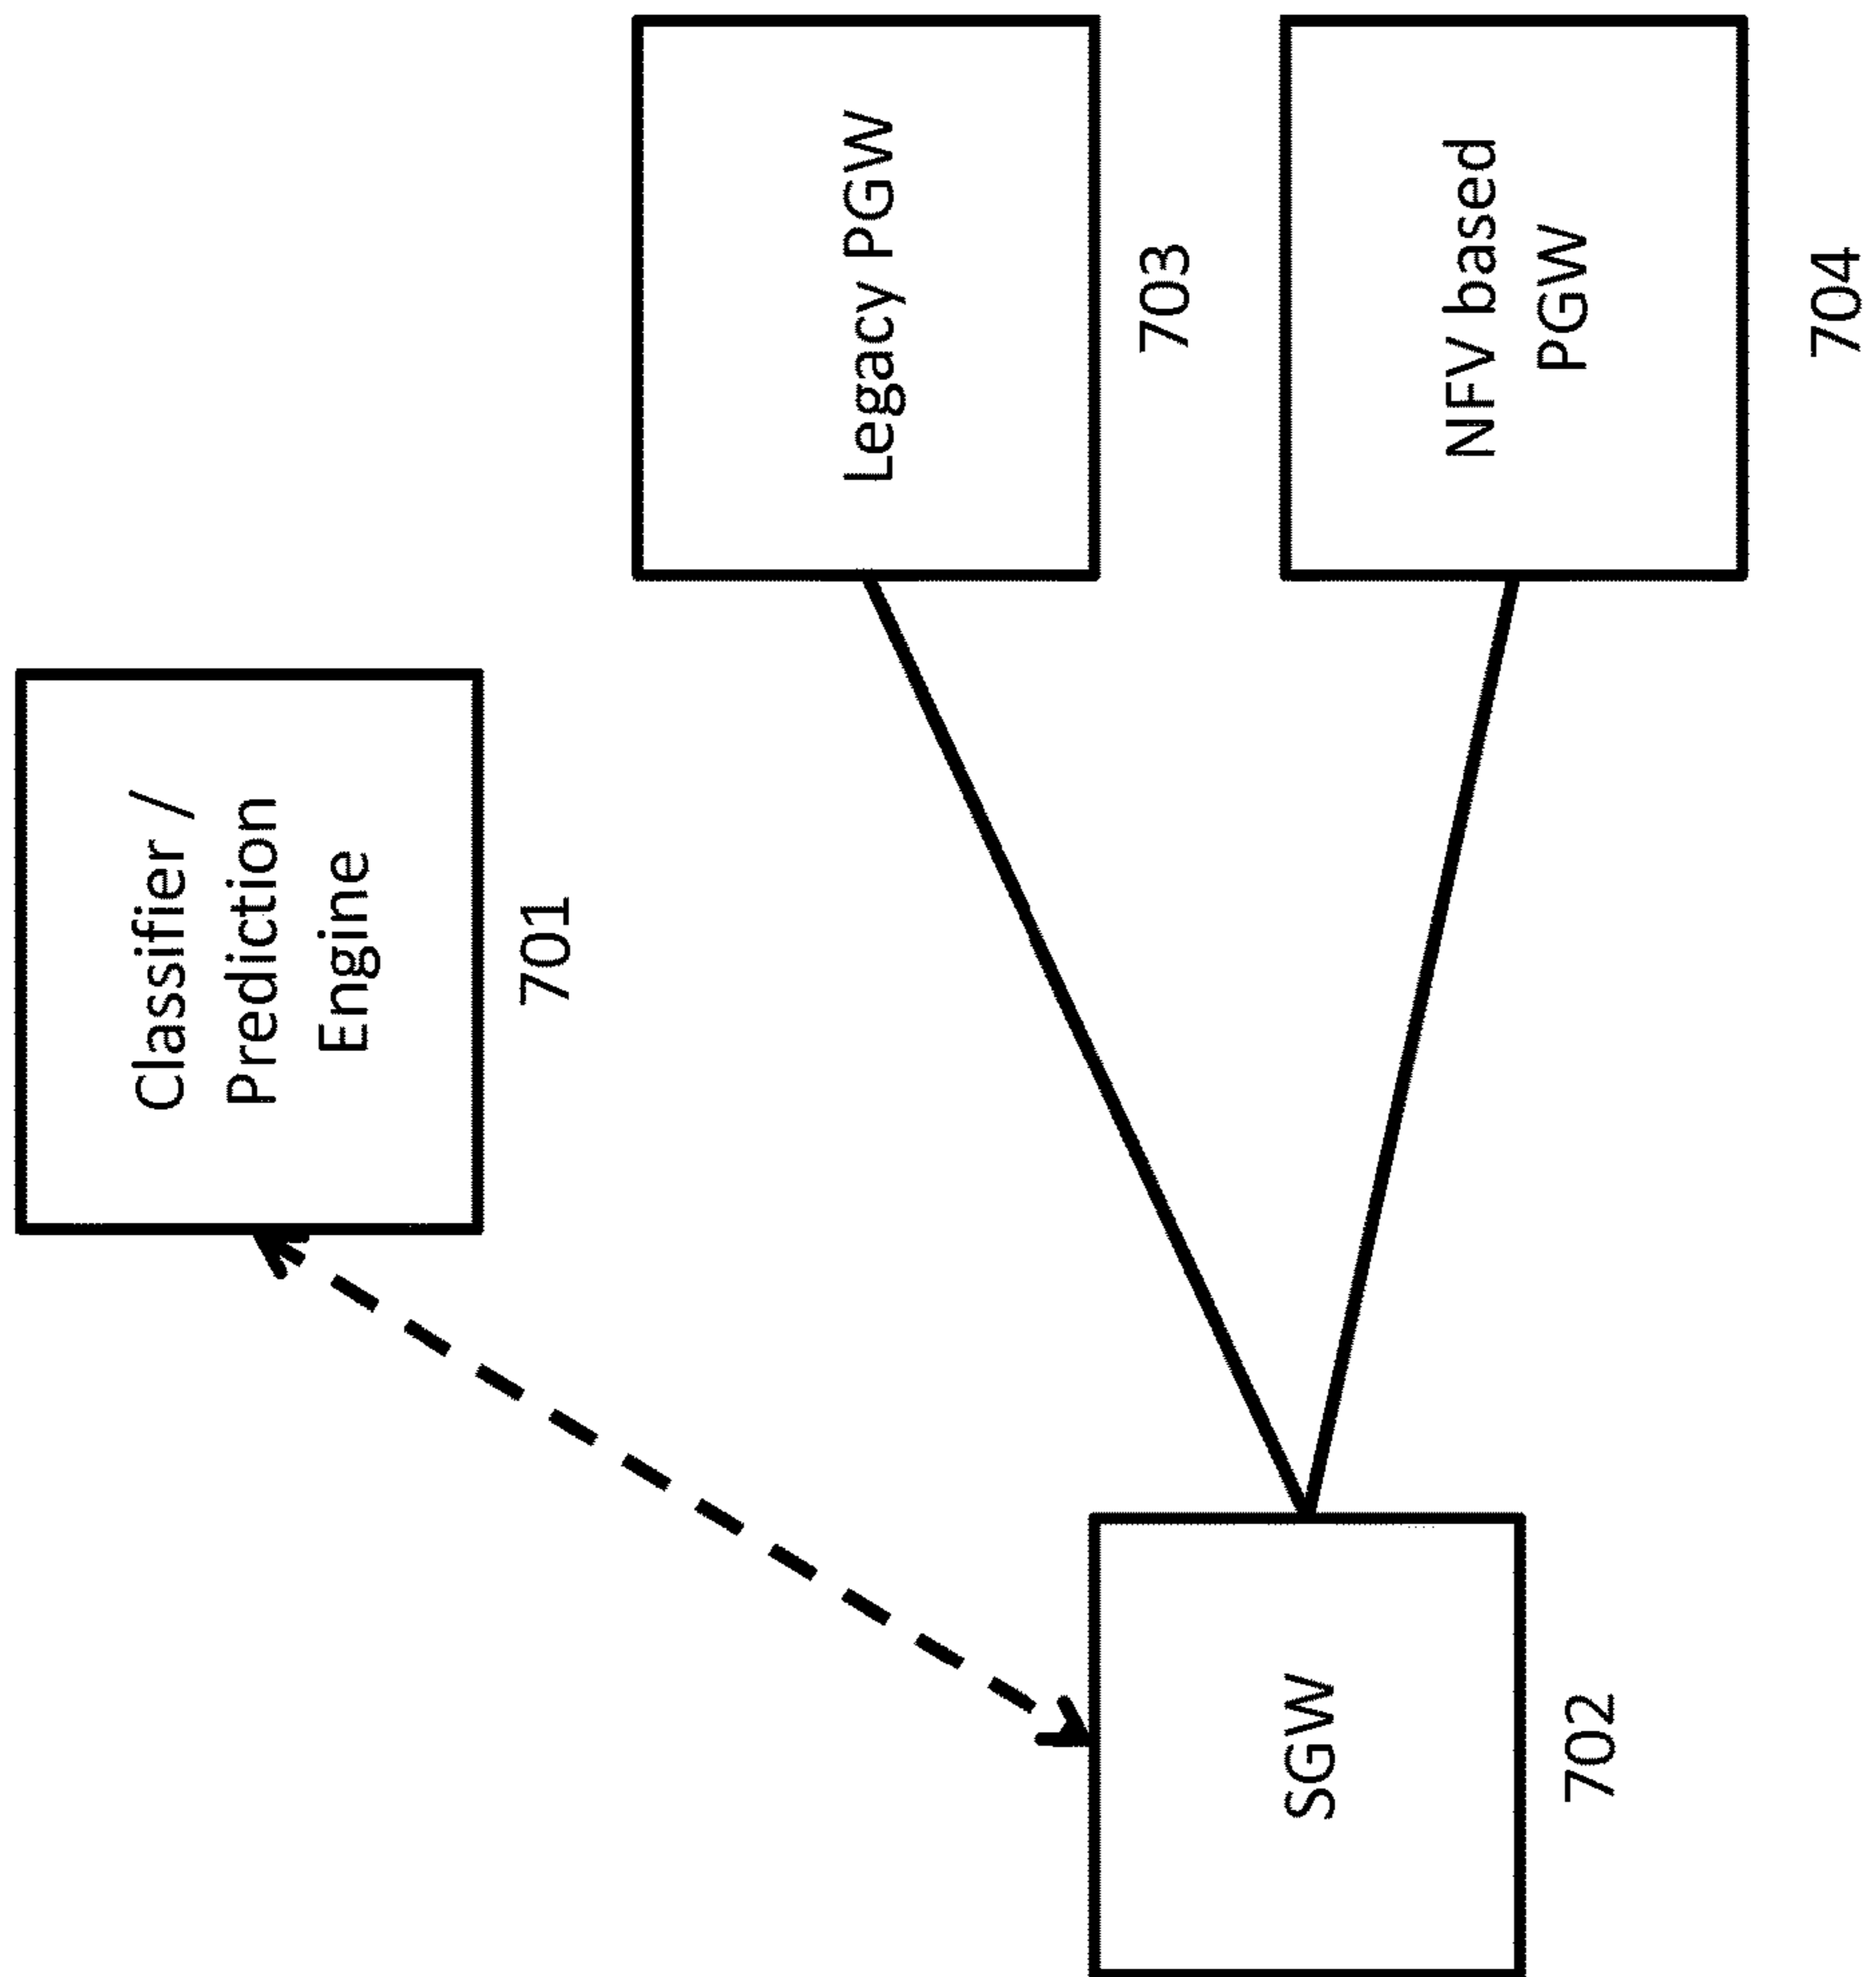 Classifier /
Prediction
Engine
701
SGW
702
Legacy PGW
703
NFV based
PGW
704